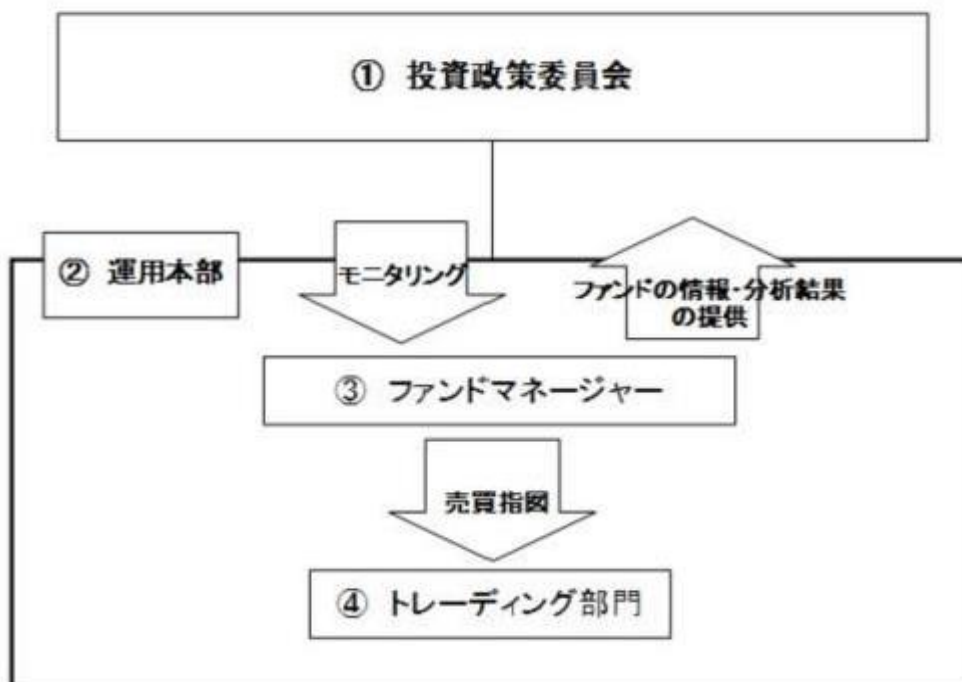 ① 投資政策委員会
② 運用本部
モニタリング
ファンドの情報・分析結果
の提供
③ ファンドマネージャー
売買指図
④ トレーディング部門